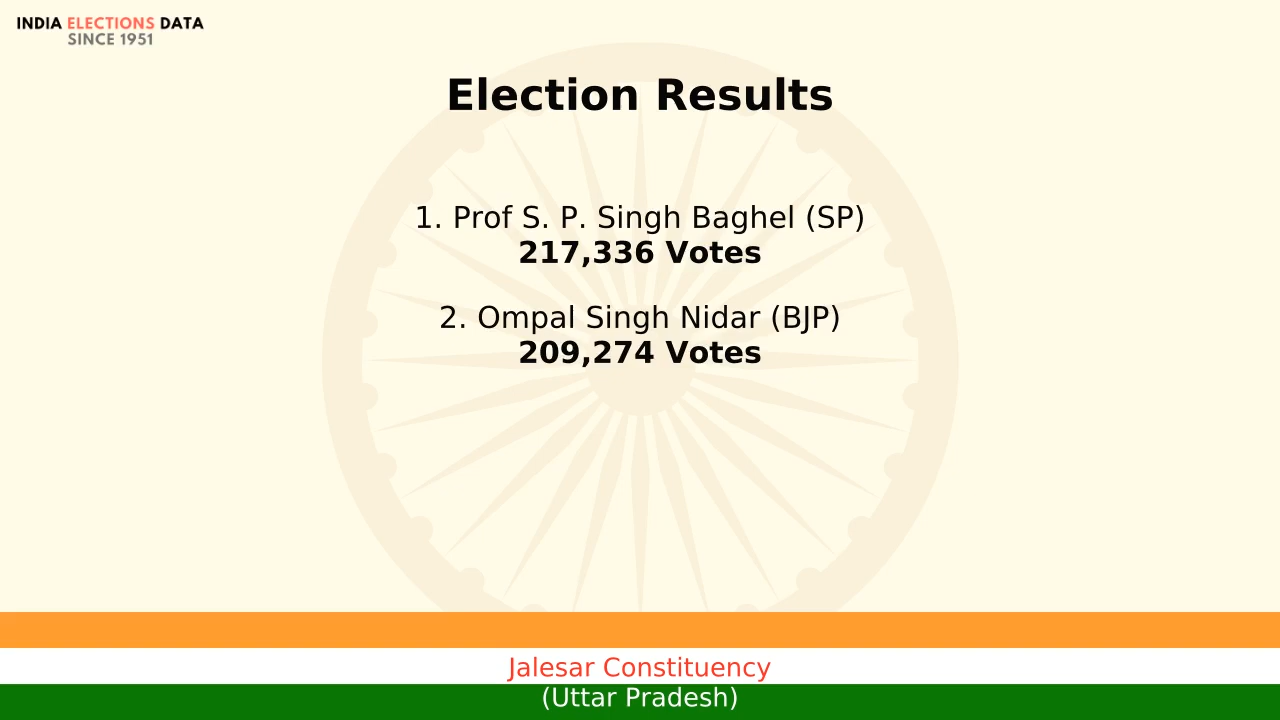 INDIA ELECTIONS DATA
SINCE 1951
Election Results
1. Prof S. P. Singh Baghel (SP)
217,336 Votes
2. Ompal Singh Nidar (BJP)
209,274 Votes
Jalesar Constituency
(Uttar Pradesh)